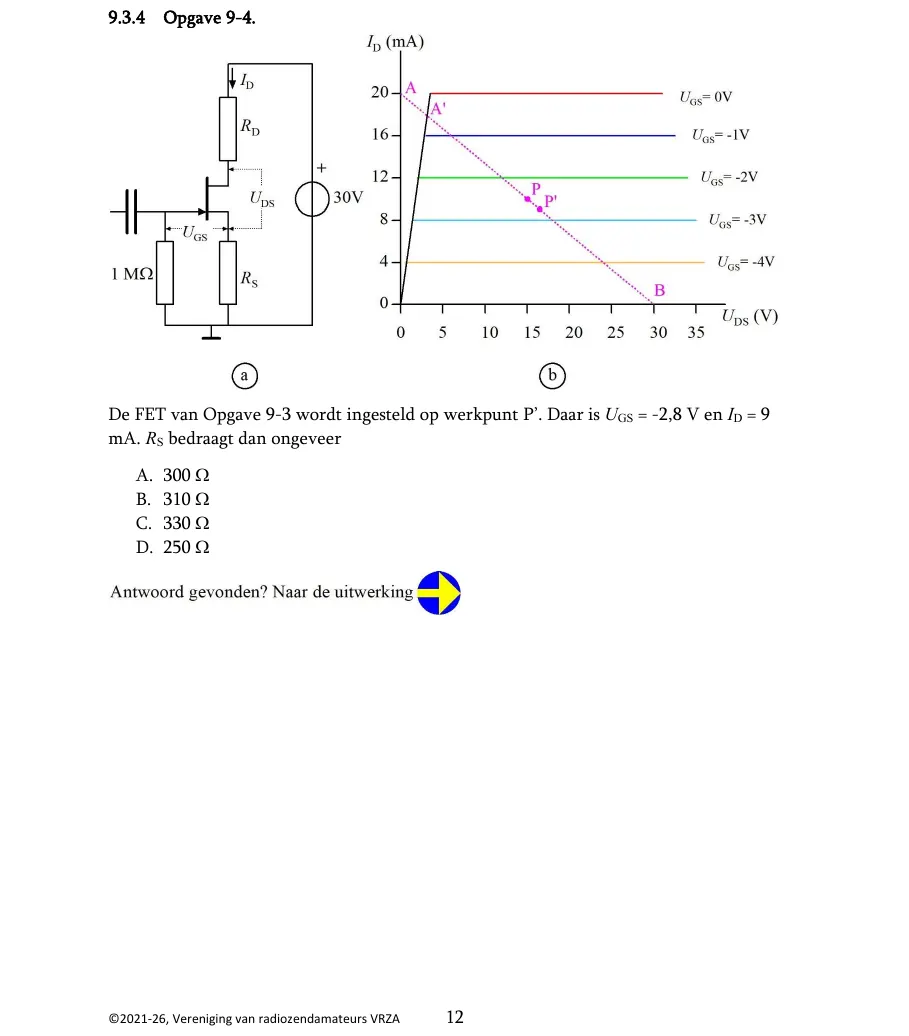 9.3.4 Opgave 9-4.
I_D (mA)
I_D
R_D
+
30V
U_DS
U_GS
1 MΩ
R_S
a
20
16
12
8
4
0
A
A'
P
P'
B
U_GS= 0V
U_GS= -1V
U_GS= -2V
U_GS= -3V
U_GS= -4V
U_DS (V)
0 5 10 15 20 25 30 35
b
De FET van Opgave 9-3 wordt ingesteld op werkpunt P’. Daar is U_GS = -2,8 V en I_D = 9
mA. R_S bedraagt dan ongeveer
A. 300 Ω
B. 310 Ω
C. 330 Ω
D. 250 Ω
Antwoord gevonden? Naar de uitwerking
©2021-26, Vereniging van radiozendamateurs VRZA 12